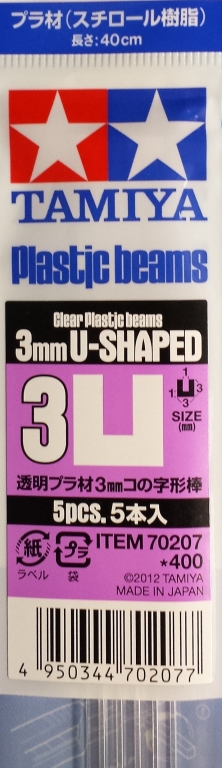 プラ材(スチロール樹脂)
長さ:40cm
TAMIYA
Plastic beams
Clear Plastic beams
3mm U-SHAPED
3
1
1 3
3
SIZE
(mm)
透明プラ材3mmコの字形棒
5pcs. 5本入
紙 プラ ITEM 70207
ラベル 袋 *400
©2012 TAMIYA
MADE IN JAPAN
4 950344 702077